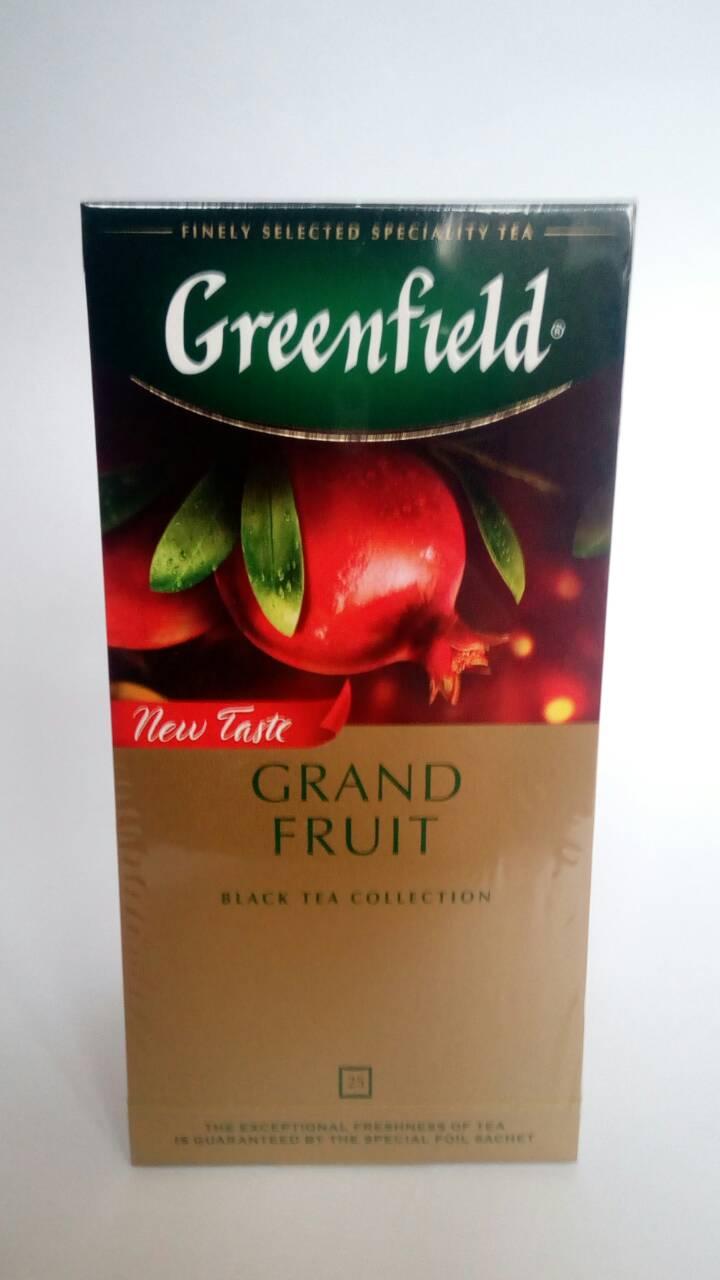 FINELY SELECTED SPECIALITY TEA
Greenfield®
New Taste
GRAND
FRUIT
BLACK TEA COLLECTION
25
THE EXCEPTIONAL FRESHNESS OF TEA
IS GUARANTEED BY THE SPECIAL FOIL SACHET